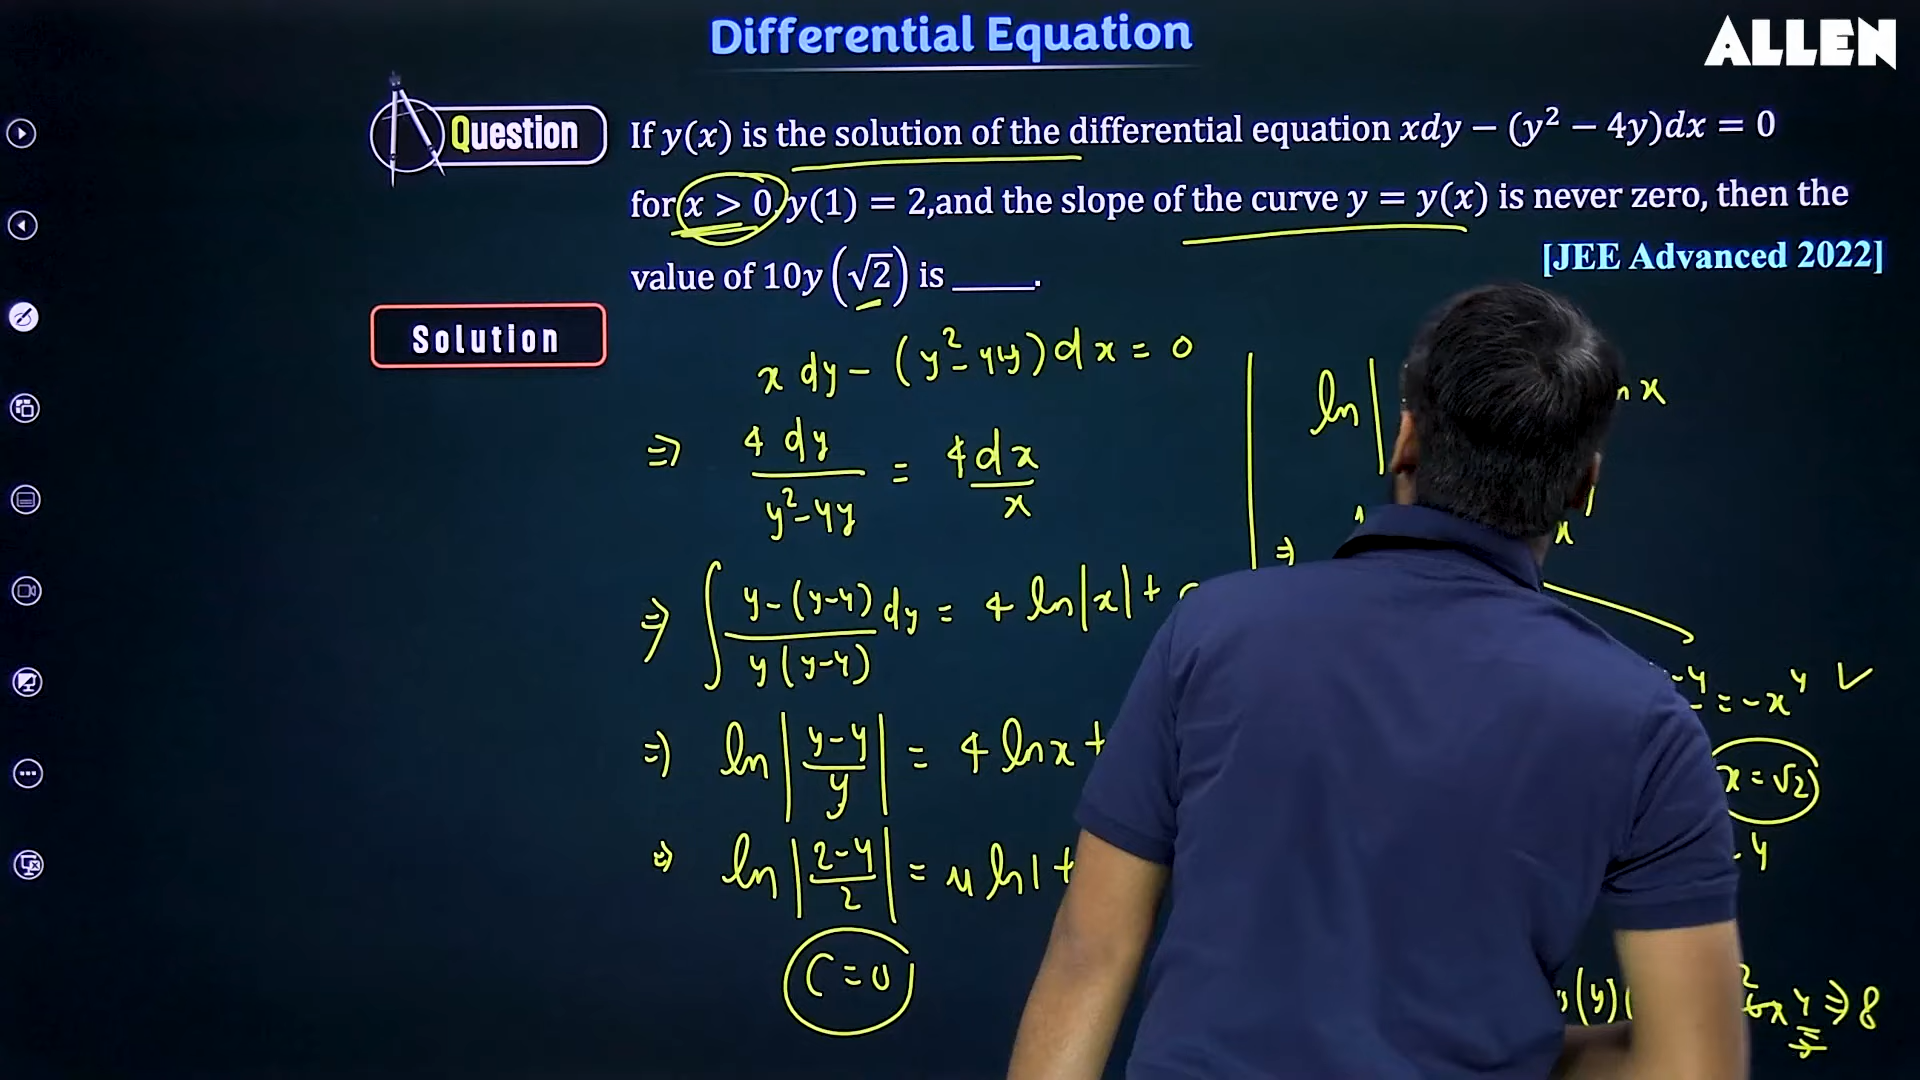 Differential Equation
ALLEN
Question
If y(x) is the solution of the differential equation xdy − (y² − 4y)dx = 0
for x > 0, y(1) = 2,and the slope of the curve y = y(x) is never zero, then the
value of 10y (√2) is _____.
[JEE Advanced 2022]
Solution
x dy − (y² − 4y) dx = 0
⇒ 4 dy / y² − 4y = 4 dx / x
⇒ ∫ y − (y−4) / y (y−4) dy = 4 ln |x| +
⇒ ln | y−4 / y | = 4 ln x +
⇒ ln | 2−4 / 2 | = 4 ln 1 +
C = 0
ln |
x
⇒
= −x⁴ ✓
x = √2
⇒ 8